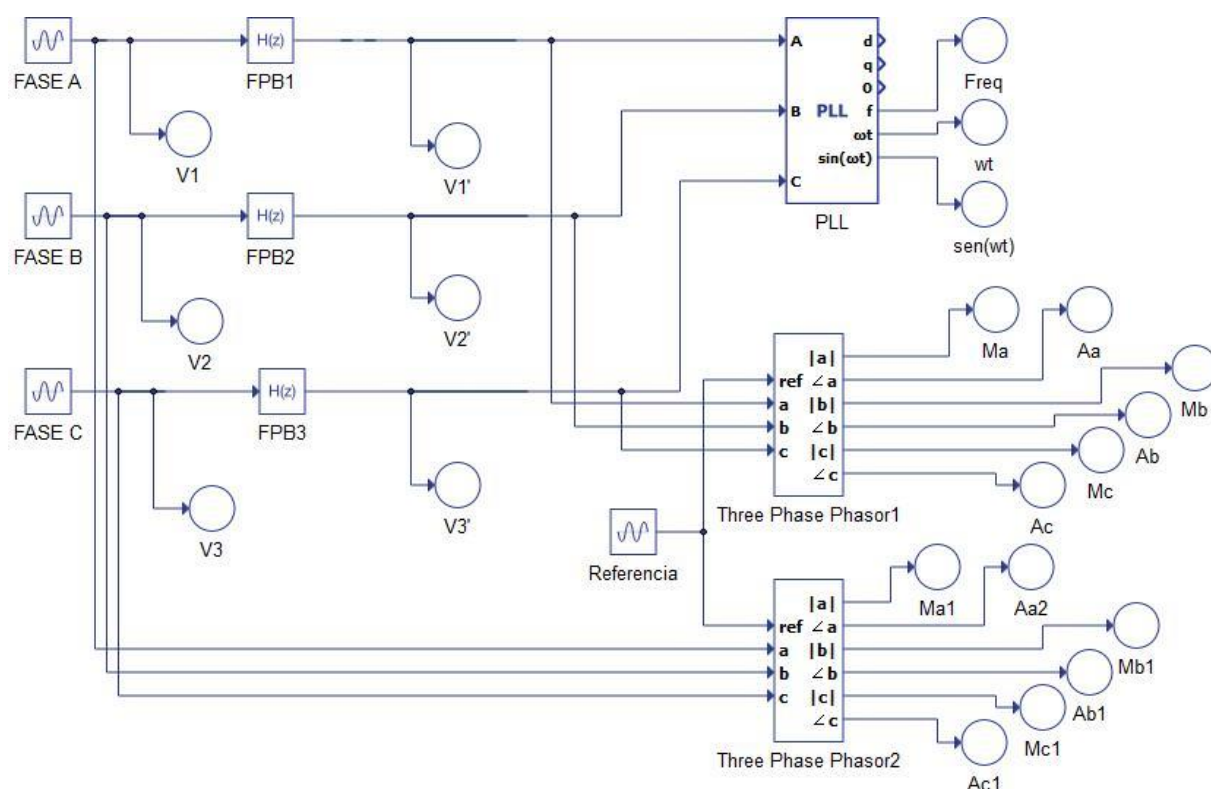 FASE A
H(z)
FPB1
V1
V1'
A
B
C
PLL
d
q
0
f
ωt
sin(ωt)
PLL
Freq
wt
sen(wt)
FASE B
H(z)
FPB2
V2
V2'
FASE C
H(z)
FPB3
V3
V3'
Referencia
ref
a
b
c
|a|
∠a
|b|
∠b
|c|
∠c
Three Phase Phasor1
Ma
Aa
Mb
Ab
Mc
Ac
ref
a
b
c
|a|
∠a
|b|
∠b
|c|
∠c
Three Phase Phasor2
Ma1
Aa2
Mb1
Ab1
Mc1
Ac1